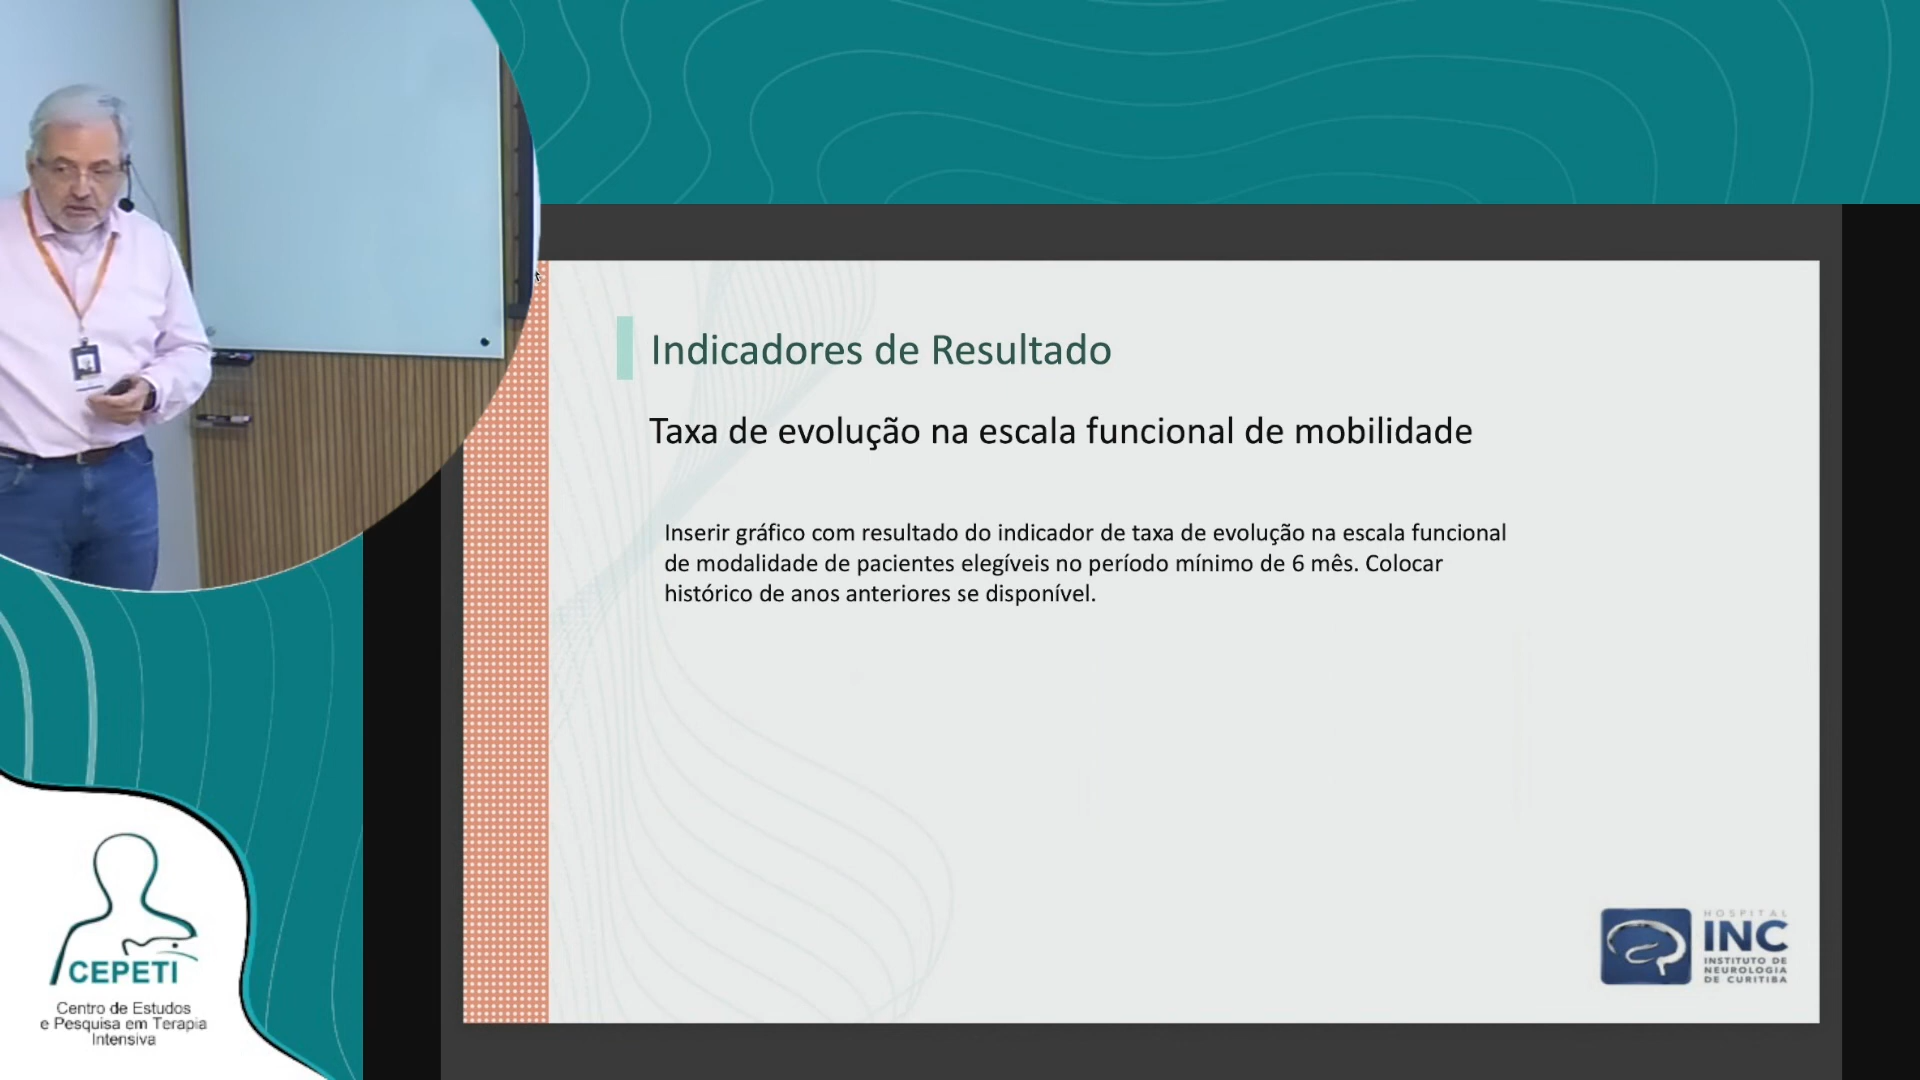 Indicadores de Resultado
Taxa de evolução na escala funcional de mobilidade
Inserir gráfico com resultado do indicador de taxa de evolução na escala funcional
de modalidade de pacientes elegíveis no período mínimo de 6 mês. Colocar
histórico de anos anteriores se disponível.
HOSPITAL
INC
INSTITUTO DE
NEUROLOGIA
DE CURITIBA
CEPETI
Centro de Estudos
e Pesquisa em Terapia
Intensiva